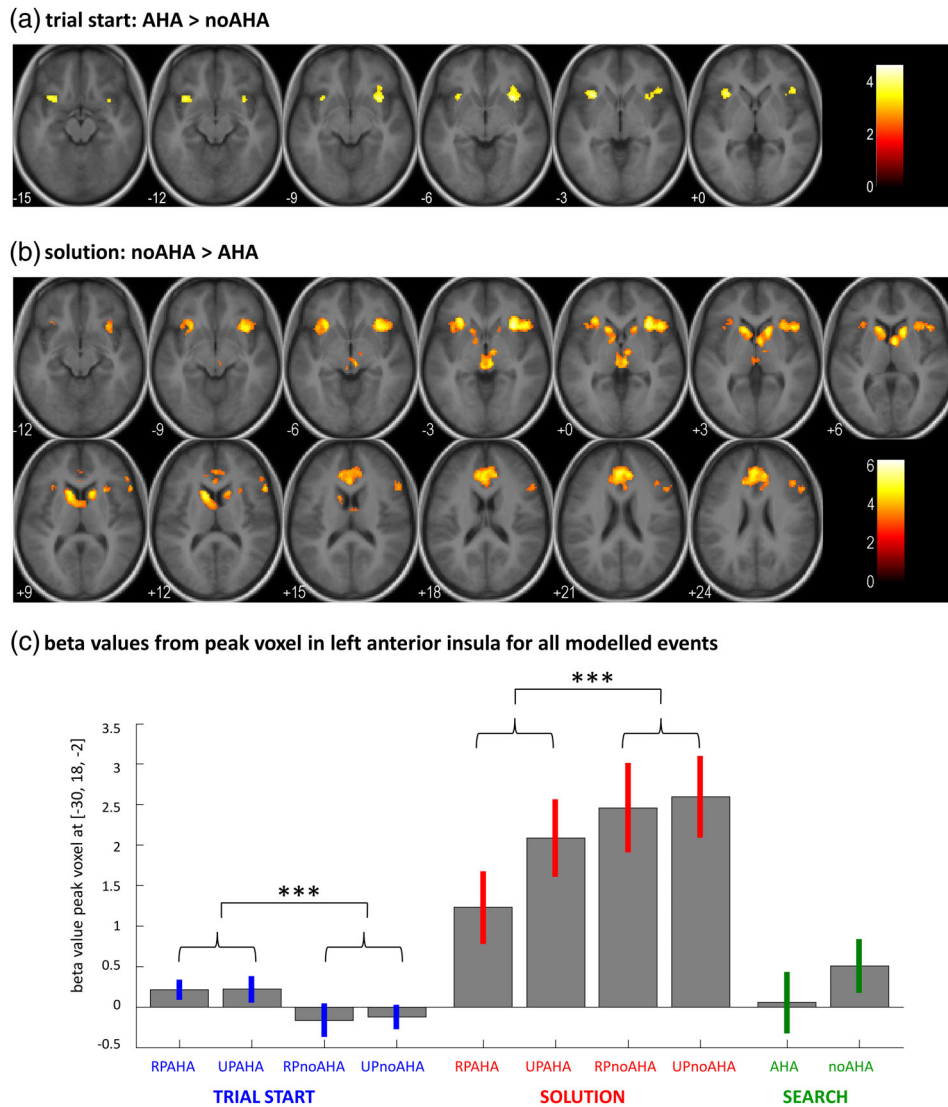 (a) trial start: AHA > noAHA
4
2
0
-15 -12 -9 -6 -3 +0
(b) solution: noAHA > AHA
-12 -9 -6 -3 +0 +3 +6
6
4
2
0
+9 +12 +15 +18 +21 +24
(c) beta values from peak voxel in left anterior insula for all modelled events
beta value peak voxel at [-30, 18, -2]
3.5
3
2.5
2
1.5
1
0.5
0
-0.5
***
***
RPAHA UPAHA RPnoAHA UPnoAHA RPAHA UPAHA RPnoAHA UPnoAHA AHA noAHA
TRIAL START SOLUTION SEARCH